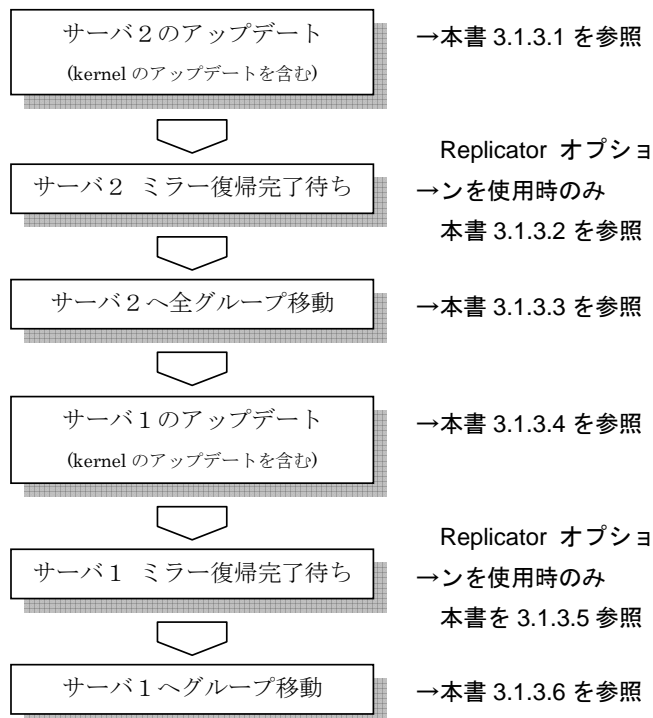 サーバ２のアップデート
(kernel のアップデートを含む)
→本書 3.1.3.1 を参照
サーバ２ ミラー復帰完了待ち
Replicator オプショ
→ンを使用時のみ
本書 3.1.3.2 を参照
サーバ２へ全グループ移動
→本書 3.1.3.3 を参照
サーバ１のアップデート
(kernel のアップデートを含む)
→本書 3.1.3.4 を参照
サーバ１ ミラー復帰完了待ち
Replicator オプショ
→ンを使用時のみ
本書を 3.1.3.5 参照
サーバ１へグループ移動
→本書 3.1.3.6 を参照